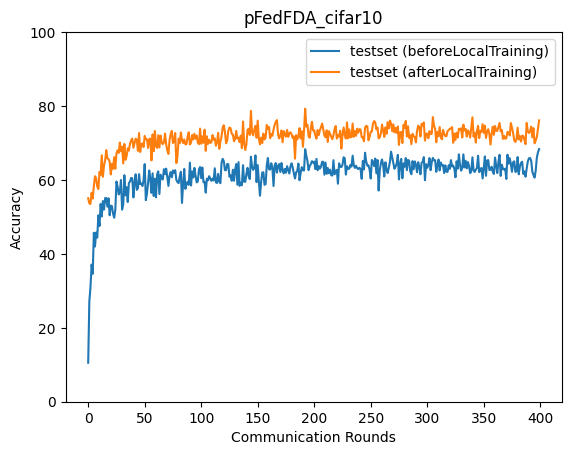 pFedFDA_cifar10
testset (beforeLocalTraining)
testset (afterLocalTraining)
Accuracy
100
80
60
40
20
0
0 50 100 150 200 250 300 350 400
Communication Rounds